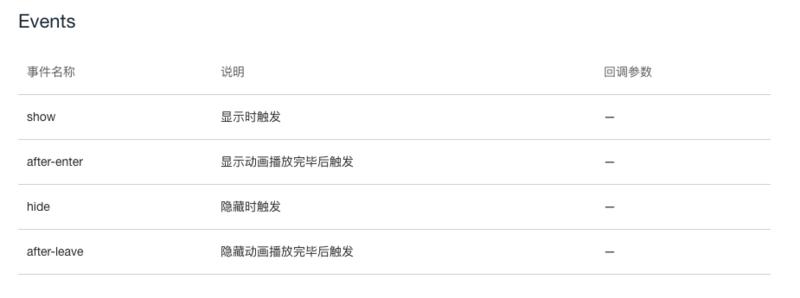 Events
事件名称 说明 回调参数
show 显示时触发 —
after-enter 显示动画播放完毕后触发 —
hide 隐藏时触发 —
after-leave 隐藏动画播放完毕后触发 —